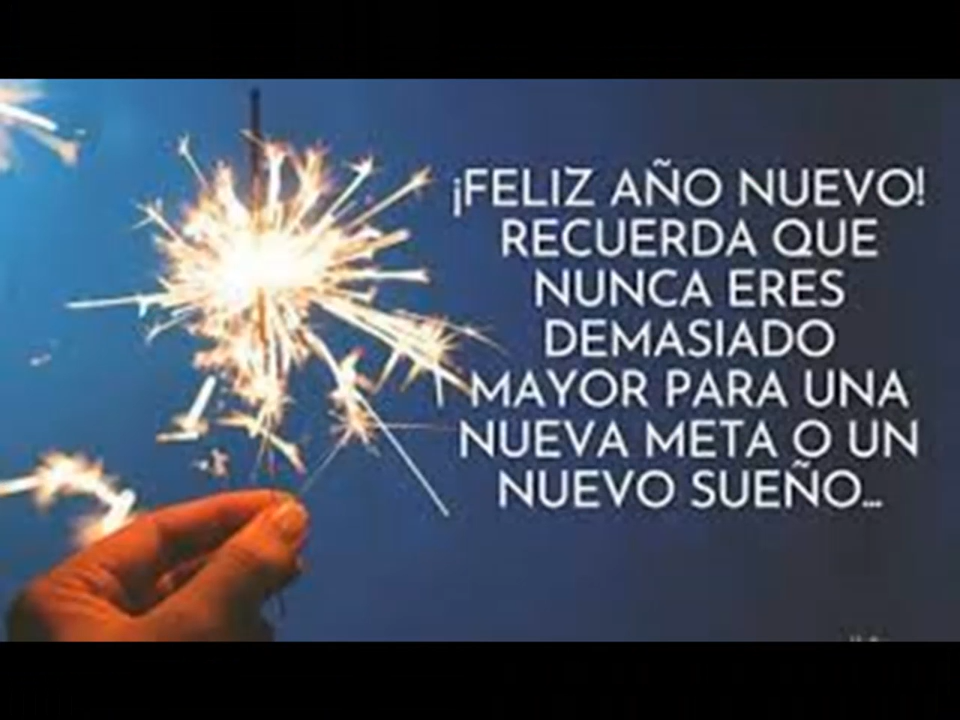 ¡FELIZ AÑO NUEVO!
RECUERDA QUE
NUNCA ERES
DEMASIADO
MAYOR PARA UNA
NUEVA META O UN
NUEVO SUEÑO...